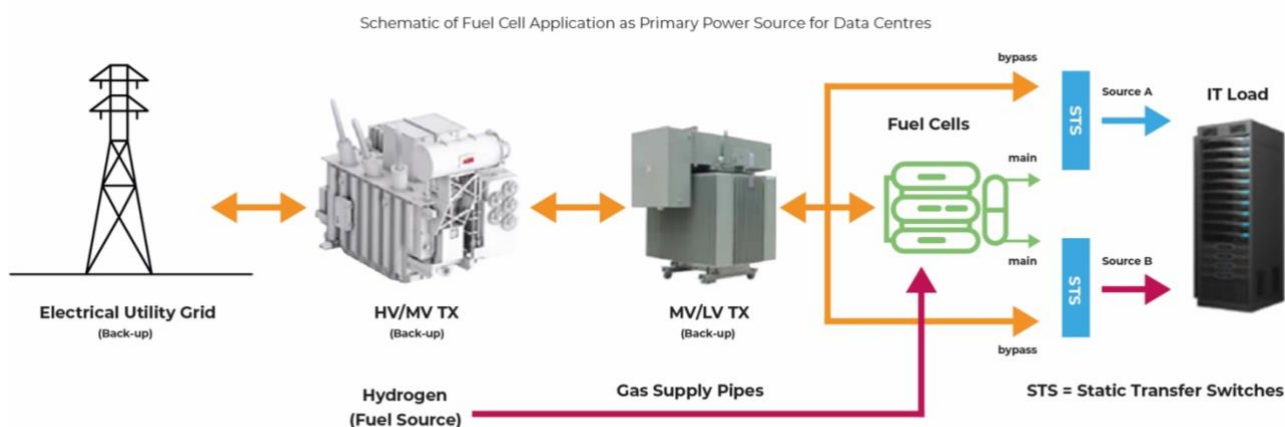 Schematic of Fuel Cell Application as Primary Power Source for Data Centres
bypass
Source A
IT Load
STS
Fuel Cells
main
main
Source B
STS
bypass
Electrical Utility Grid
(Back-up)
HV/MV TX
(Back-up)
MV/LV TX
(Back-up)
Hydrogen
(Fuel Source)
Gas Supply Pipes
STS = Static Transfer Switches